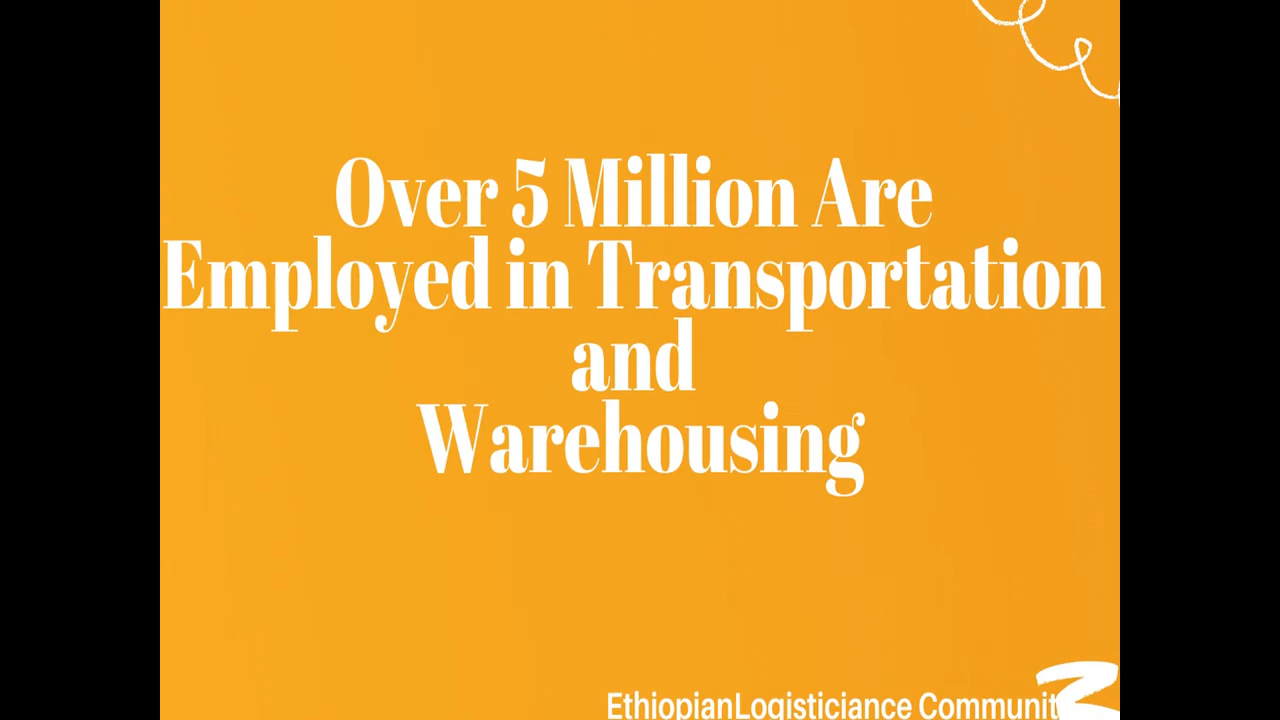 Over 5 Million Are
Employed in Transportation
and
Warehousing
EthiopianLogisticiance Communit